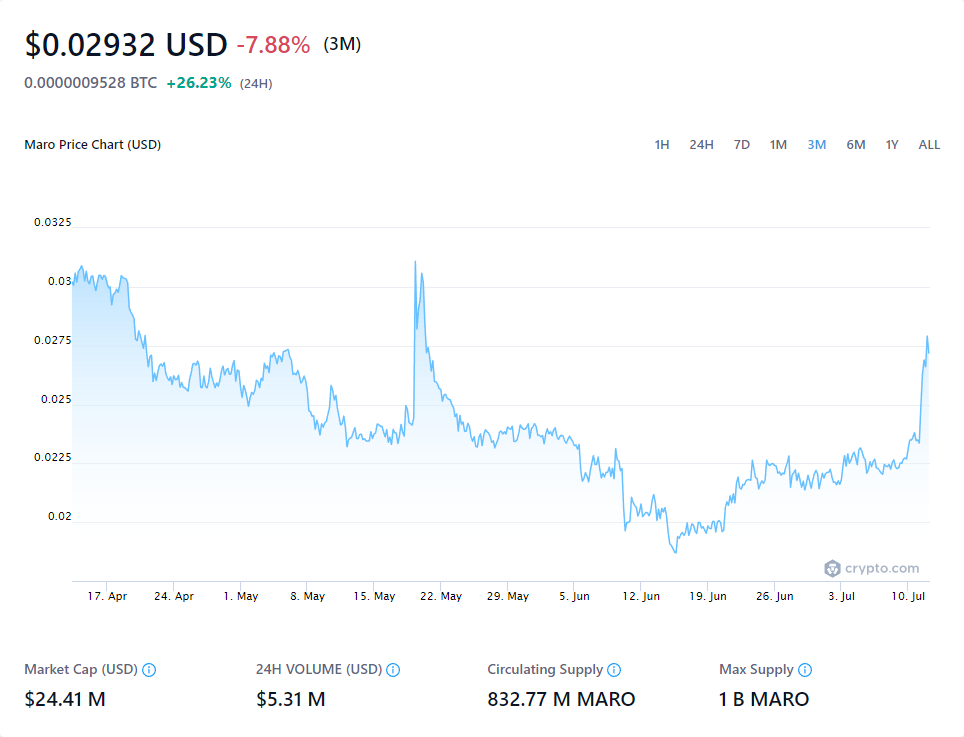 $0.02932 USD -7.88% (3M)
0.0000009528 BTC +26.23% (24H)
Maro Price Chart (USD)
1H 24H 7D 1M 3M 6M 1Y ALL
0.0325
0.03
0.0275
0.025
0.0225
0.02
crypto.com
17. Apr 24. Apr 1. May 8. May 15. May 22. May 29. May 5. Jun 12. Jun 19. Jun 26. Jun 3. Jul 10. Jul
Market Cap (USD) 24H VOLUME (USD) Circulating Supply Max Supply
$24.41 M $5.31 M 832.77 M MARO 1 B MARO